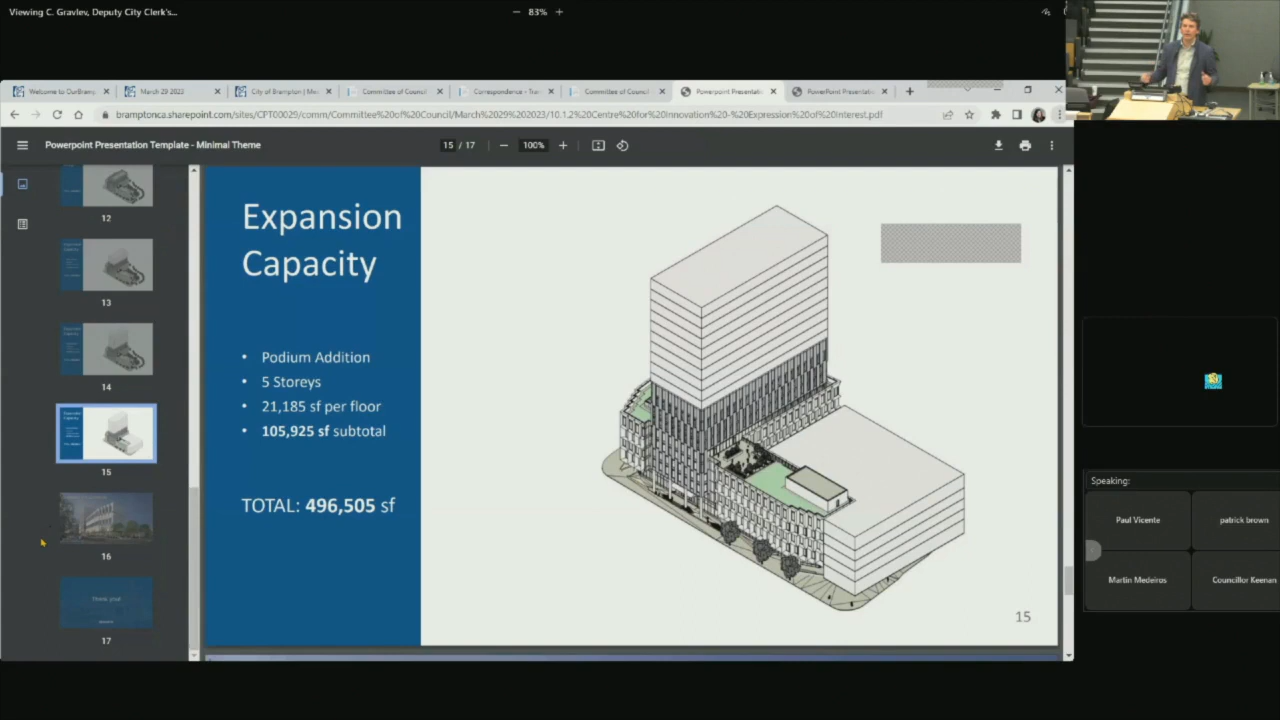 Viewing C. Gravlev, Deputy City Clerk's...
83%
Welcome to OurBramp
March 29 2023
City of Brampton | Me
Committee of Council
Correspondence - Tran
Committee of Council
Powerpoint Presentatio
PowerPoint Presentatio
bramptonca.sharepoint.com/sites/CPT00029/comm/Committee%20of%20Council/March%2029%202023/10.1.2%20Centre%20for%20Innovation%20-%20Expression%20of%20Interest.pdf
Powerpoint Presentation Template - Minimal Theme
15 / 17
100%
12
13
14
15
16
Thank you!
17
Expansion
Capacity
• Podium Addition
• 5 Storeys
• 21,185 sf per floor
• 105,925 sf subtotal
TOTAL: 496,505 sf
15
Speaking:
Paul Vicente
patrick brown
Martin Medeiros
Councillor Keenan